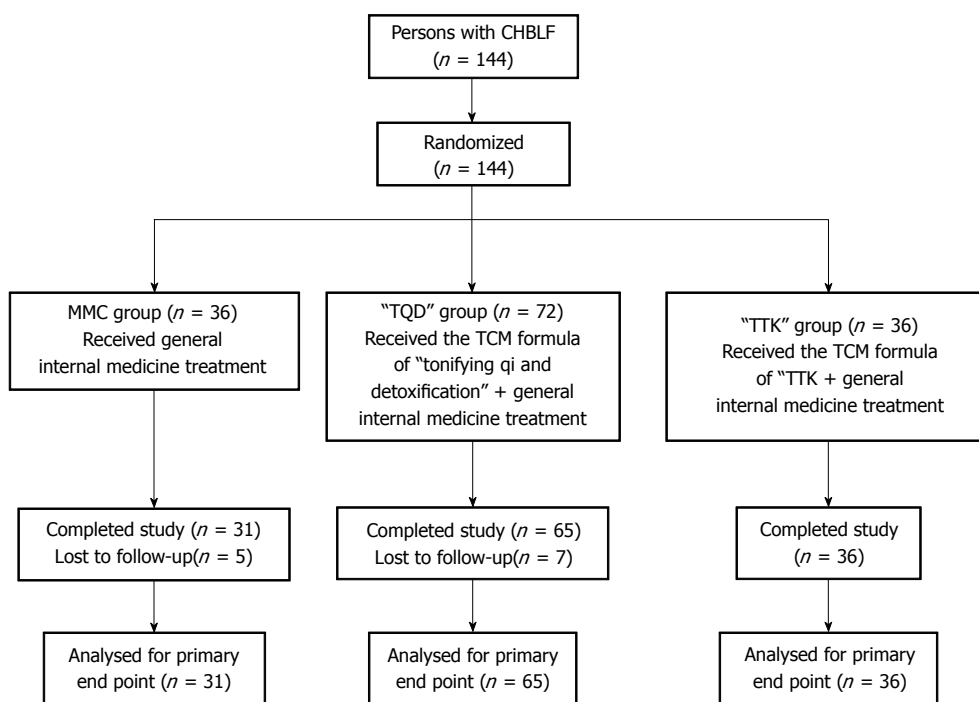 Persons with CHBLF
(n = 144)
Randomized
(n = 144)
MMC group (n = 36)
Received general
internal medicine treatment
“TQD” group (n = 72)
Received the TCM formula
of “tonifying qi and
detoxification” + general
internal medicine treatment
“TTK” group (n = 36)
Received the TCM formula
of “TTK + general
internal medicine treatment
Completed study (n = 31)
Lost to follow-up(n = 5)
Completed study (n = 65)
Lost to follow-up(n = 7)
Completed study
(n = 36)
Analysed for primary
end point (n = 31)
Analysed for primary
end point (n = 65)
Analysed for primary
end point (n = 36)